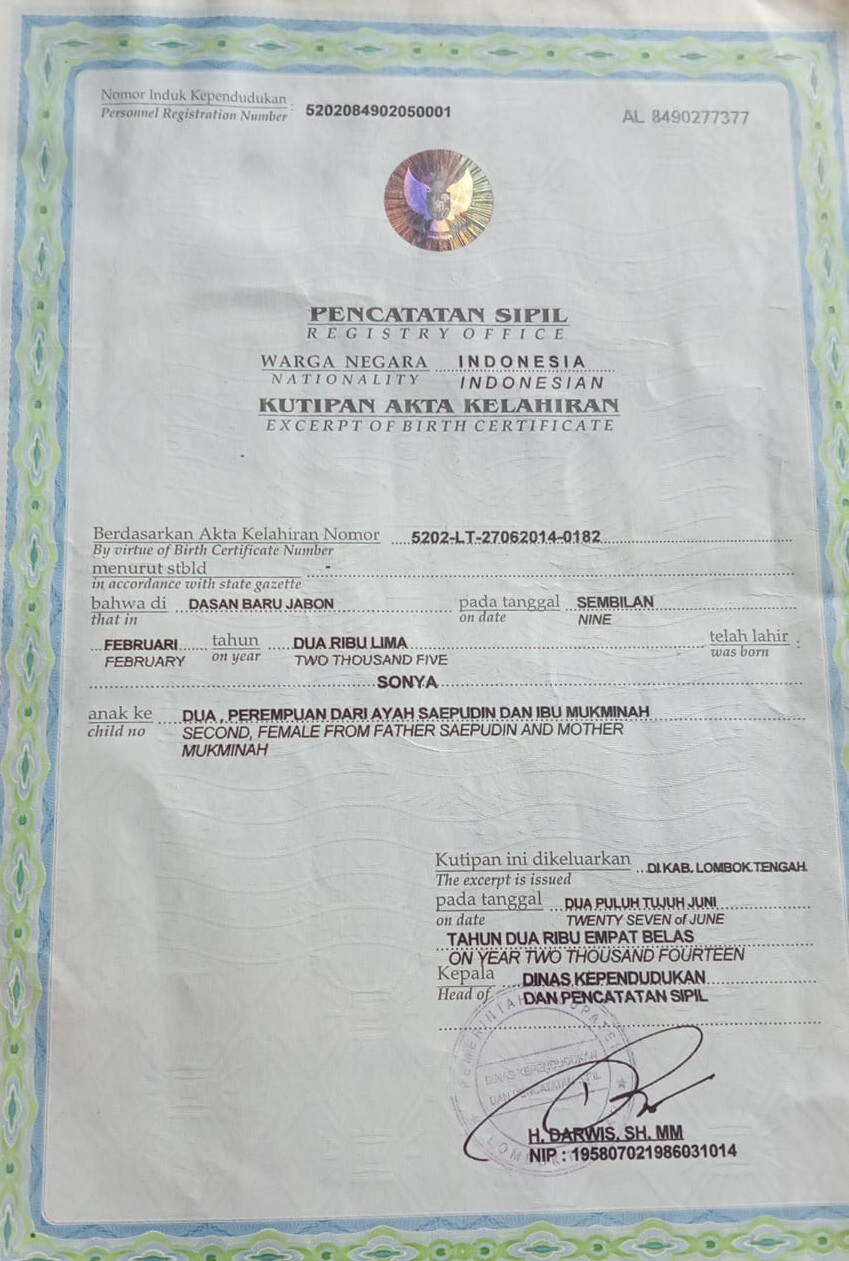 Nomor Induk Kependudukan : 5202084902050001
Personnel Registration Number
AL 8490277377
PENCATATAN SIPIL
REGISTRY OFFICE
WARGA NEGARA INDONESIA
NATIONALITY INDONESIAN
KUTIPAN AKTA KELAHIRAN
EXCERPT OF BIRTH CERTIFICATE
Berdasarkan Akta Kelahiran Nomor 5202-LT-27062014-0182
By virtue of Birth Certificate Number
menurut stbld -
in accordance with state gazette
bahwa di DASAN BARU JABON pada tanggal SEMBILAN
that in on date NINE
FEBRUARI tahun DUA RIBU LIMA telah lahir :
FEBRUARY on year TWO THOUSAND FIVE was born
SONYA
anak ke DUA , PEREMPUAN DARI AYAH SAEPUDIN DAN IBU MUKMINAH
child no SECOND, FEMALE FROM FATHER SAEPUDIN AND MOTHER
MUKMINAH
Kutipan ini dikeluarkan DI KAB. LOMBOK TENGAH
The excerpt is issued
pada tanggal DUA PULUH TUJUH JUNI
on date TWENTY SEVEN of JUNE
TAHUN DUA RIBU EMPAT BELAS
ON YEAR TWO THOUSAND FOURTEEN
Kepala DINAS KEPENDUDUKAN
Head of DAN PENCATATAN SIPIL
DINAS KEPENDUDUKAN
DAN PENCATATAN SIPIL
H. DARWIS, SH. MM
NIP : 195807021986031014